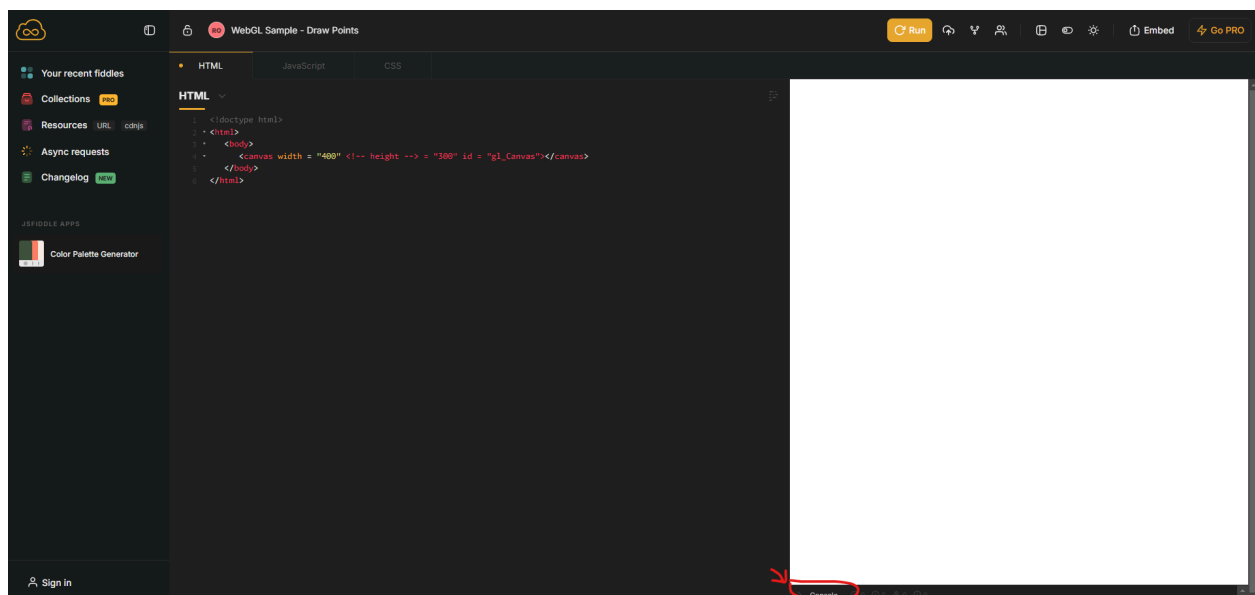 RO WebGL Sample - Draw Points
Run
Embed
Go PRO
Your recent fiddles
Collections PRO
Resources URL cdnjs
Async requests
Changelog NEW
JSFIDDLE APPS
Color Palette Generator
Sign in
HTML JavaScript CSS
HTML
1 <!doctype html>
2 <html>
3 <body>
4 <canvas width = "400" <!-- height --> = "300" id = "gl_Canvas"></canvas>
5 </body>
6 </html>
Console